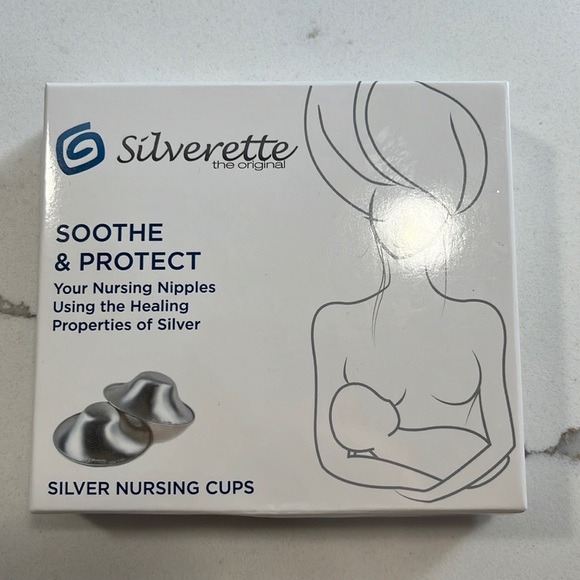 Silverette
the original
SOOTHE
& PROTECT
Your Nursing Nipples
Using the Healing
Properties of Silver
SILVER NURSING CUPS